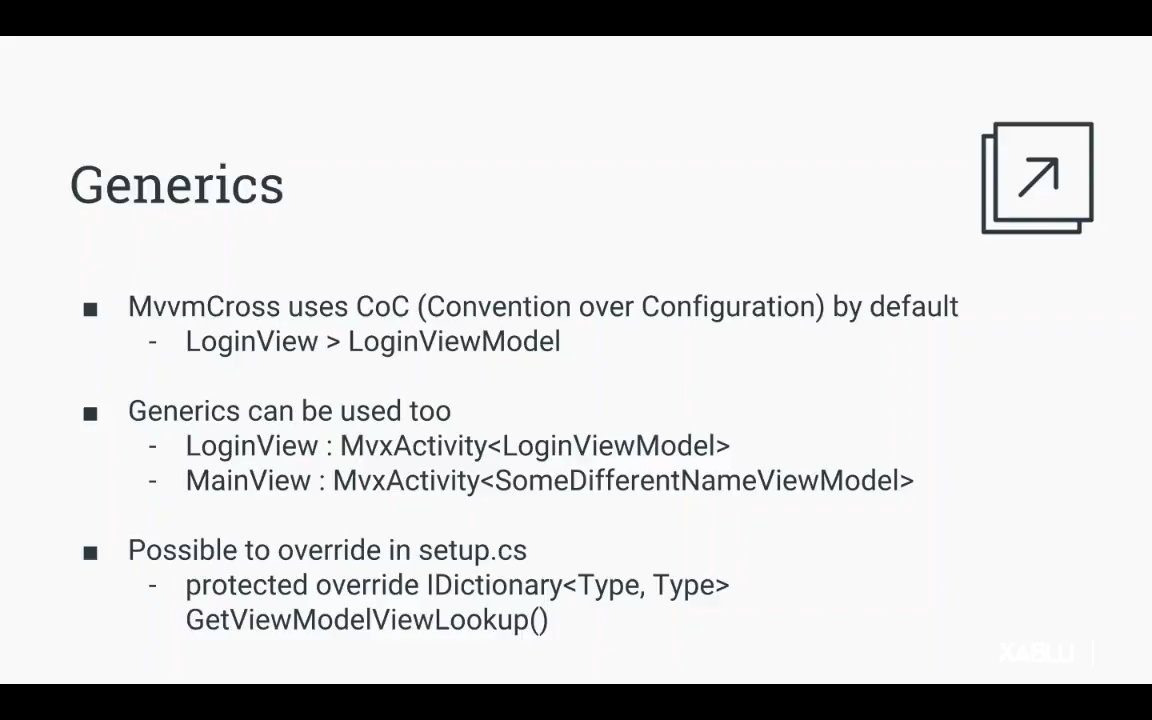 Generics
■ MvvmCross uses CoC (Convention over Configuration) by default
- LoginView > LoginViewModel
■ Generics can be used too
- LoginView : MvxActivity<LoginViewModel>
- MainView : MvxActivity<SomeDifferentNameViewModel>
■ Possible to override in setup.cs
- protected override IDictionary<Type, Type>
GetViewModelViewLookup()
XABLU